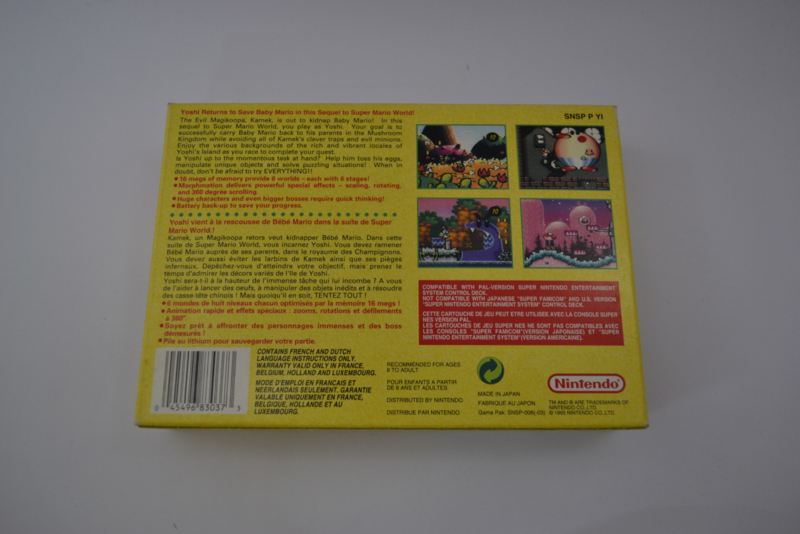 Yoshi Returns to Save Baby Mario in this Sequel to Super Mario World!
The Evil Magikoopa, Kamek, is out to kidnap Baby Mario! In this
sequel to Super Mario World, you play as Yoshi. Your goal is to
successfully carry Baby Mario back to his parents in the Mushroom
Kingdom while avoiding all of Kamek's clever traps and evil minions.
Enjoy the various backgrounds of the rich and vibrant locales of
Yoshi's Island as you race to complete your quest.
Is Yoshi up to the momentous task at hand? Help him toss his eggs,
manipulate unique objects and solve puzzling situations! When in
doubt, don't be afraid to try EVERYTHING!!
• 16 megs of memory provide 6 worlds – each with 8 stages!
• Morphmation delivers powerful special effects – scaling, rotating,
and 360 degree scrolling.
• Huge characters and even bigger bosses require quick thinking!
• Battery back-up to save your progress.
Yoshi vient à la rescousse de Bébé Mario dans la suite de Super
Mario World !
Kamek, un Magikoopa retors veut kidnapper Bébé Mario. Dans cette
suite de Super Mario World, vous incarnez Yoshi. Vous devez ramener
Bébé Mario auprès de ses parents, dans le royaume des Champignons.
Vous devez aussi éviter les larbins de Kamek ainsi que ses pièges
infernaux. Dépêchez-vous d'atteindre votre objectif, mais prenez le
temps d'admirer les décors variés de l'île de Yoshi.
Yoshi sera-t-il à la hauteur de l'immense tâche qui lui incombe ? A vous
de l'aider à lancer des oeufs, à manipuler des objets inédits et à résoudre
des casse-tête chinois ! Mais quoiqu'il en soit, TENTEZ TOUT !
• 6 mondes de huit niveaux chacun optimisés par la mémoire 16 megs !
• Animation rapide et effets spéciaux : zooms, rotations et défilements
à 360°.
• Soyez prêt à affronter des personnages immenses et des boss
démesurés !
• Pile au lithium pour sauvegarder votre partie.
SNSP P YI
COMPATIBLE WITH PAL-VERSION SUPER NINTENDO ENTERTAINMENT
SYSTEM CONTROL DECK.
NOT COMPATIBLE WITH JAPANESE "SUPER FAMICOM" AND U.S. VERSION
"SUPER NINTENDO ENTERTAINMENT SYSTEM" CONTROL DECK.
CETTE CARTOUCHE DE JEU PEUT ETRE UTILISEE AVEC LA CONSOLE SUPER
NES VERSION PAL.
LES CARTOUCHES DE JEU SUPER NES NE SONT PAS COMPATIBLES AVEC
LES CONSOLES "SUPER FAMICOM"(VERSION JAPONAISE) ET "SUPER
NINTENDO ENTERTAINMENT SYSTEM"(VERSION AMERICAINE).
0 45496 83037 3
CONTAINS FRENCH AND DUTCH
LANGUAGE INSTRUCTIONS ONLY.
WARRANTY VALID ONLY IN FRANCE,
BELGIUM, HOLLAND AND LUXEMBOURG.
MODE D'EMPLOI EN FRANCAIS ET
NEERLANDAIS SEULEMENT. GARANTIE
VALABLE UNIQUEMENT EN FRANCE,
BELGIQUE, HOLLANDE ET AU
LUXEMBOURG.
RECOMMENDED FOR AGES
8 TO ADULT
POUR ENFANTS A PARTIR
DE 8 ANS ET ADULTES
DISTRIBUTED BY NINTENDO
DISTRIBUE PAR NINTENDO
MADE IN JAPAN
FABRIQUE AU JAPON
Game Pak: SNSP-006(-03)
Nintendo
TM AND ® ARE TRADEMARKS OF
NINTENDO CO., LTD.
© 1995 NINTENDO CO., LTD.